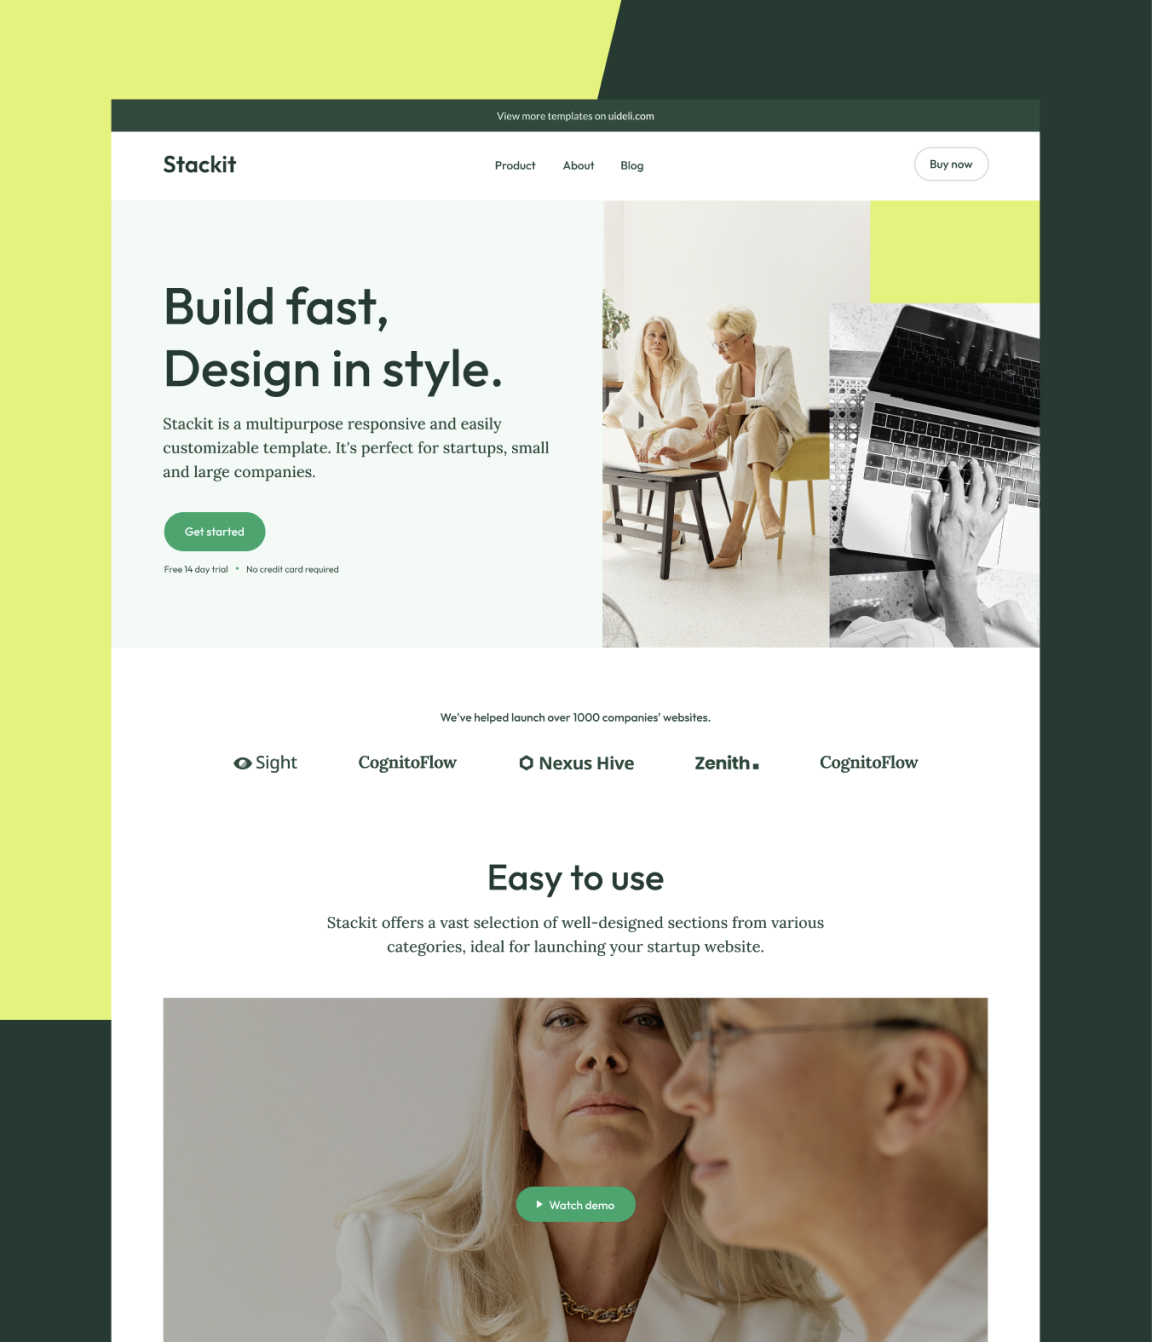 View more templates on uideli.com
Stackit
Product
About
Blog
Buy now
Build fast,
Design in style.
Stackit is a multipurpose responsive and easily
customizable template. It's perfect for startups, small
and large companies.
Get started
Free 14 day trial • No credit card required
We've helped launch over 1000 companies' websites.
Sight
CognitoFlow
Nexus Hive
Zenith.
CognitoFlow
Easy to use
Stackit offers a vast selection of well-designed sections from various
categories, ideal for launching your startup website.
Watch demo